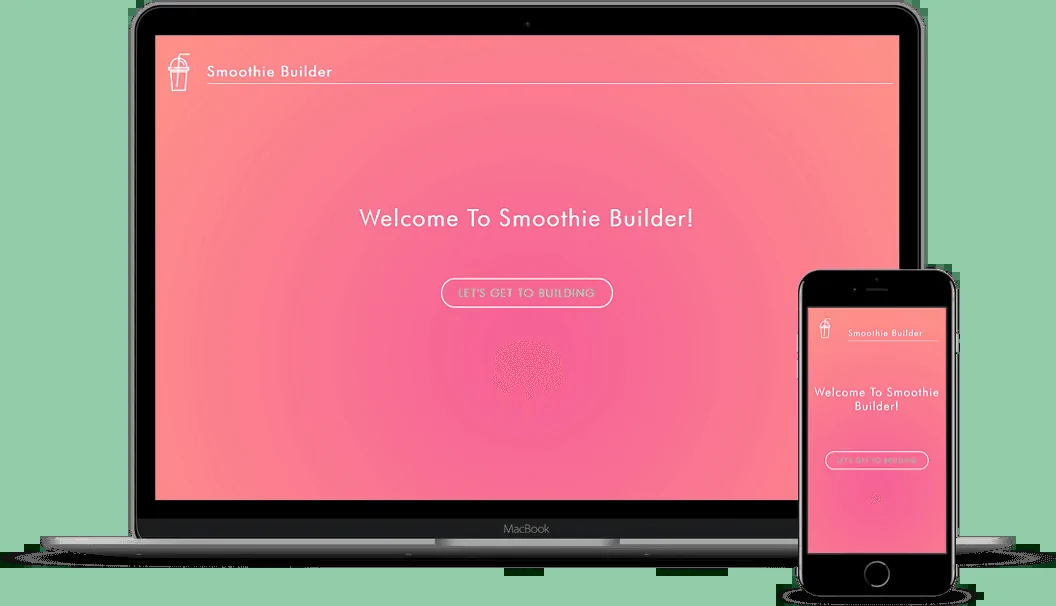 Smoothie Builder
Welcome To Smoothie Builder!
LET'S GET TO BUILDING
MacBook
Smoothie Builder
Welcome To Smoothie
Builder!
LET'S GET TO BUILDING